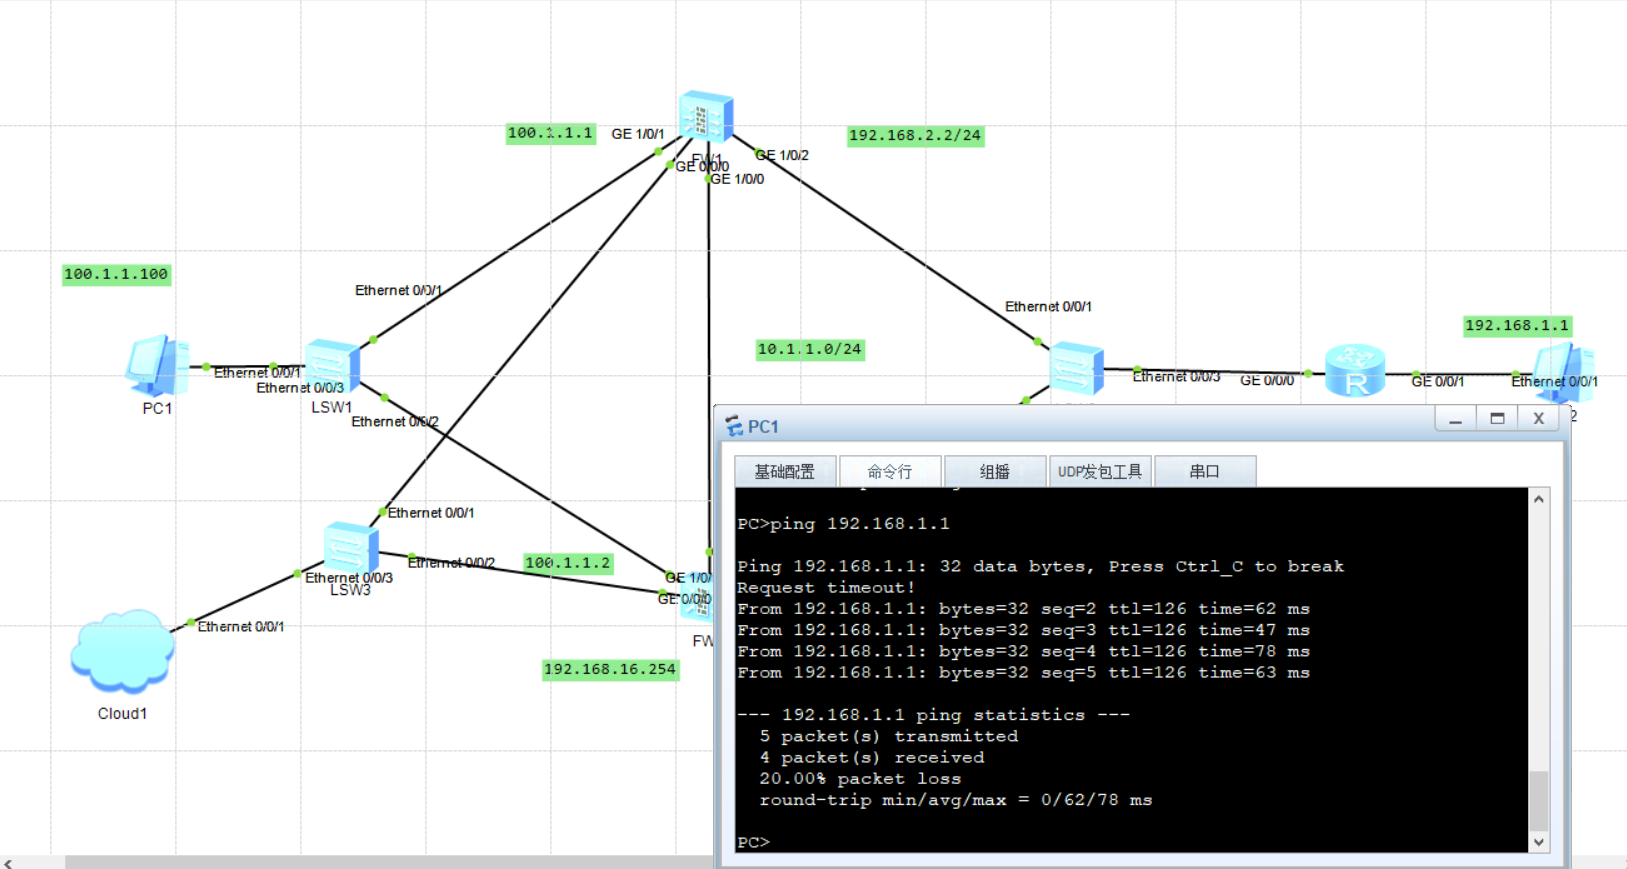 100.1.1.1
GE 1/0/1
192.168.2.2/24
FW1
GE 1/0/2
GE 0/0/0
GE 1/0/0
100.1.1.100
Ethernet 0/0/1
Ethernet 0/0/1
192.168.1.1
10.1.1.0/24
Ethernet 0/0/1
Ethernet 0/0/3
PC1
LSW1
Ethernet 0/0/2
Ethernet 0/0/3
GE 0/0/0
GE 0/0/1
Ethernet 0/0/1
R
2
Ethernet 0/0/1
Ethernet 0/0/2
100.1.1.2
Ethernet 0/0/3
LSW3
GE 1/0/
GE 0/0/0
FW
Ethernet 0/0/1
192.168.16.254
Cloud1
PC1
X
基础配置
命令行
组播
UDP发包工具
串口
PC>ping 192.168.1.1
Ping 192.168.1.1: 32 data bytes, Press Ctrl_C to break
Request timeout!
From 192.168.1.1: bytes=32 seq=2 ttl=126 time=62 ms
From 192.168.1.1: bytes=32 seq=3 ttl=126 time=47 ms
From 192.168.1.1: bytes=32 seq=4 ttl=126 time=78 ms
From 192.168.1.1: bytes=32 seq=5 ttl=126 time=63 ms
--- 192.168.1.1 ping statistics ---
5 packet(s) transmitted
4 packet(s) received
20.00% packet loss
round-trip min/avg/max = 0/62/78 ms
PC>